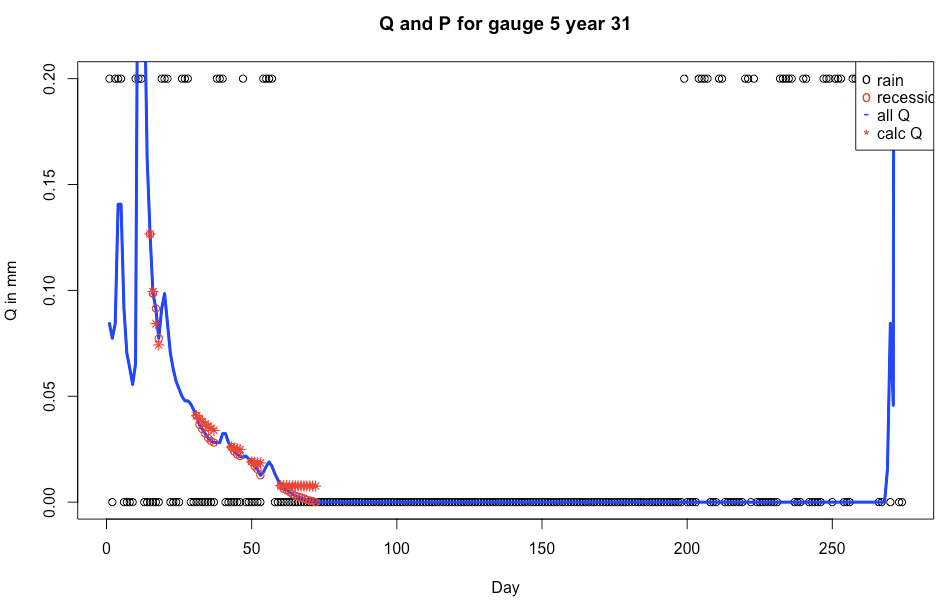 Q and P for gauge 5 year 31
Q in mm
0.20
0.15
0.10
0.05
0.00
o rain
o recessio
- all Q
* calc Q
0 50 100 150 200 250
Day